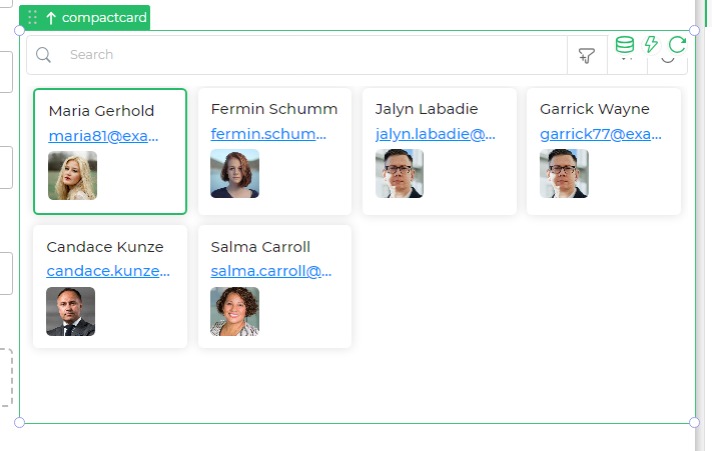 compactcard
Search
Maria Gerhold
maria81@exa...
Fermin Schumm
fermin.schum...
Jalyn Labadie
jalyn.labadie@...
Garrick Wayne
garrick77@exa...
Candace Kunze
candace.kunze...
Salma Carroll
salma.carroll@...